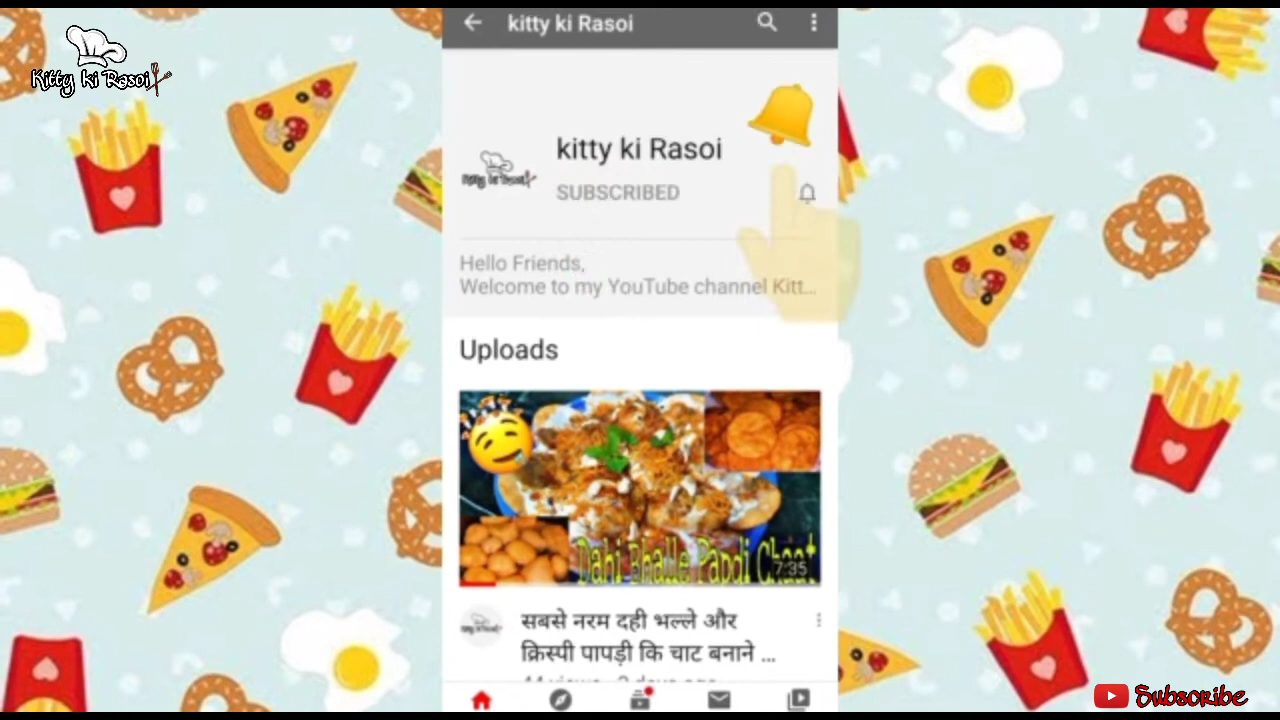 Kitty ki Rasoi
kitty ki Rasoi
kitty ki Rasoi
SUBSCRIBED
Hello Friends,
Welcome to my YouTube channel Kitt...
Uploads
Dahi Bhalle Papdi Chaat
7:35
सबसे नरम दही भल्ले और
क्रिस्पी पापड़ी कि चाट बनाने ...
Subscribe